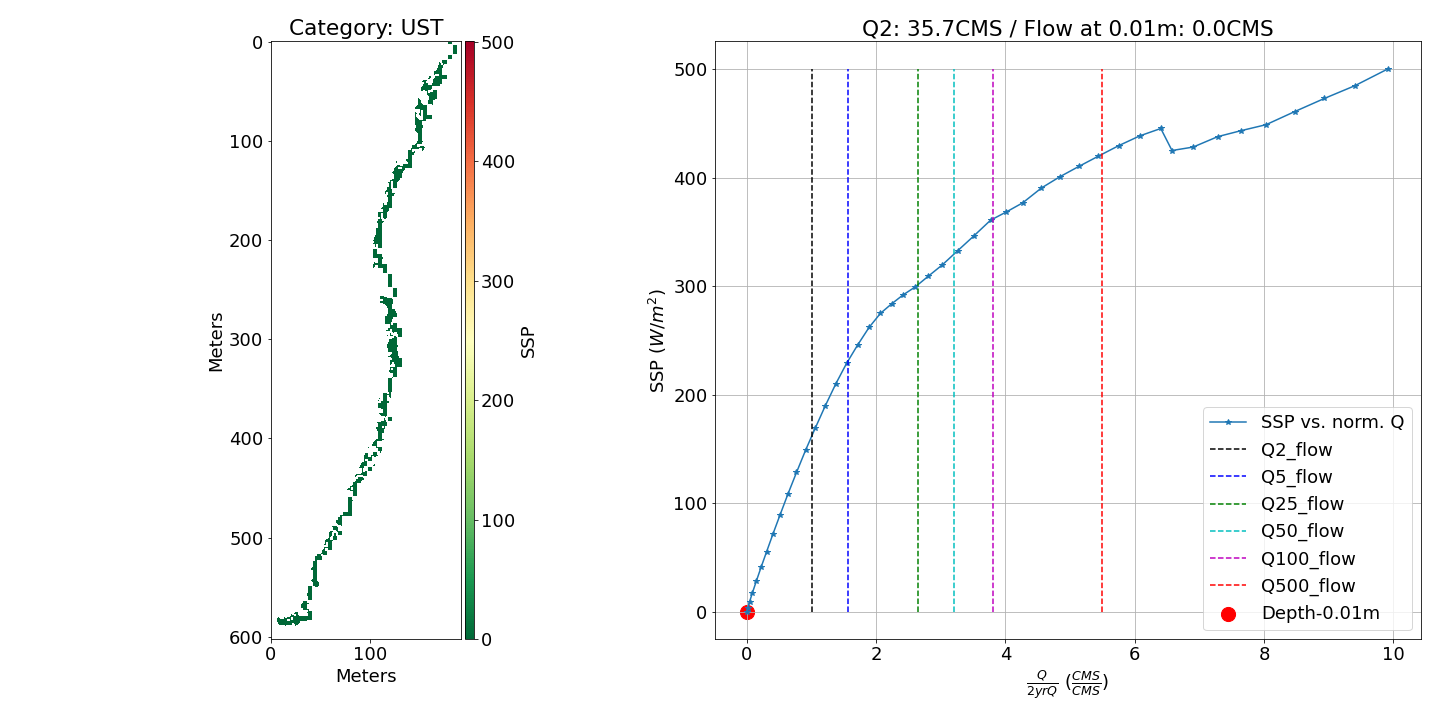 Category: UST
0
100
200
300
400
500
600
Meters
0
100
Meters
500
400
300
200
100
0
SSP
Q2: 35.7CMS / Flow at 0.01m: 0.0CMS
500
400
300
200
100
0
SSP (W/m²)
0
2
4
6
8
10
Q/2yrQ (CMS/CMS)
SSP vs. norm. Q
Q2_flow
Q5_flow
Q25_flow
Q50_flow
Q100_flow
Q500_flow
Depth-0.01m